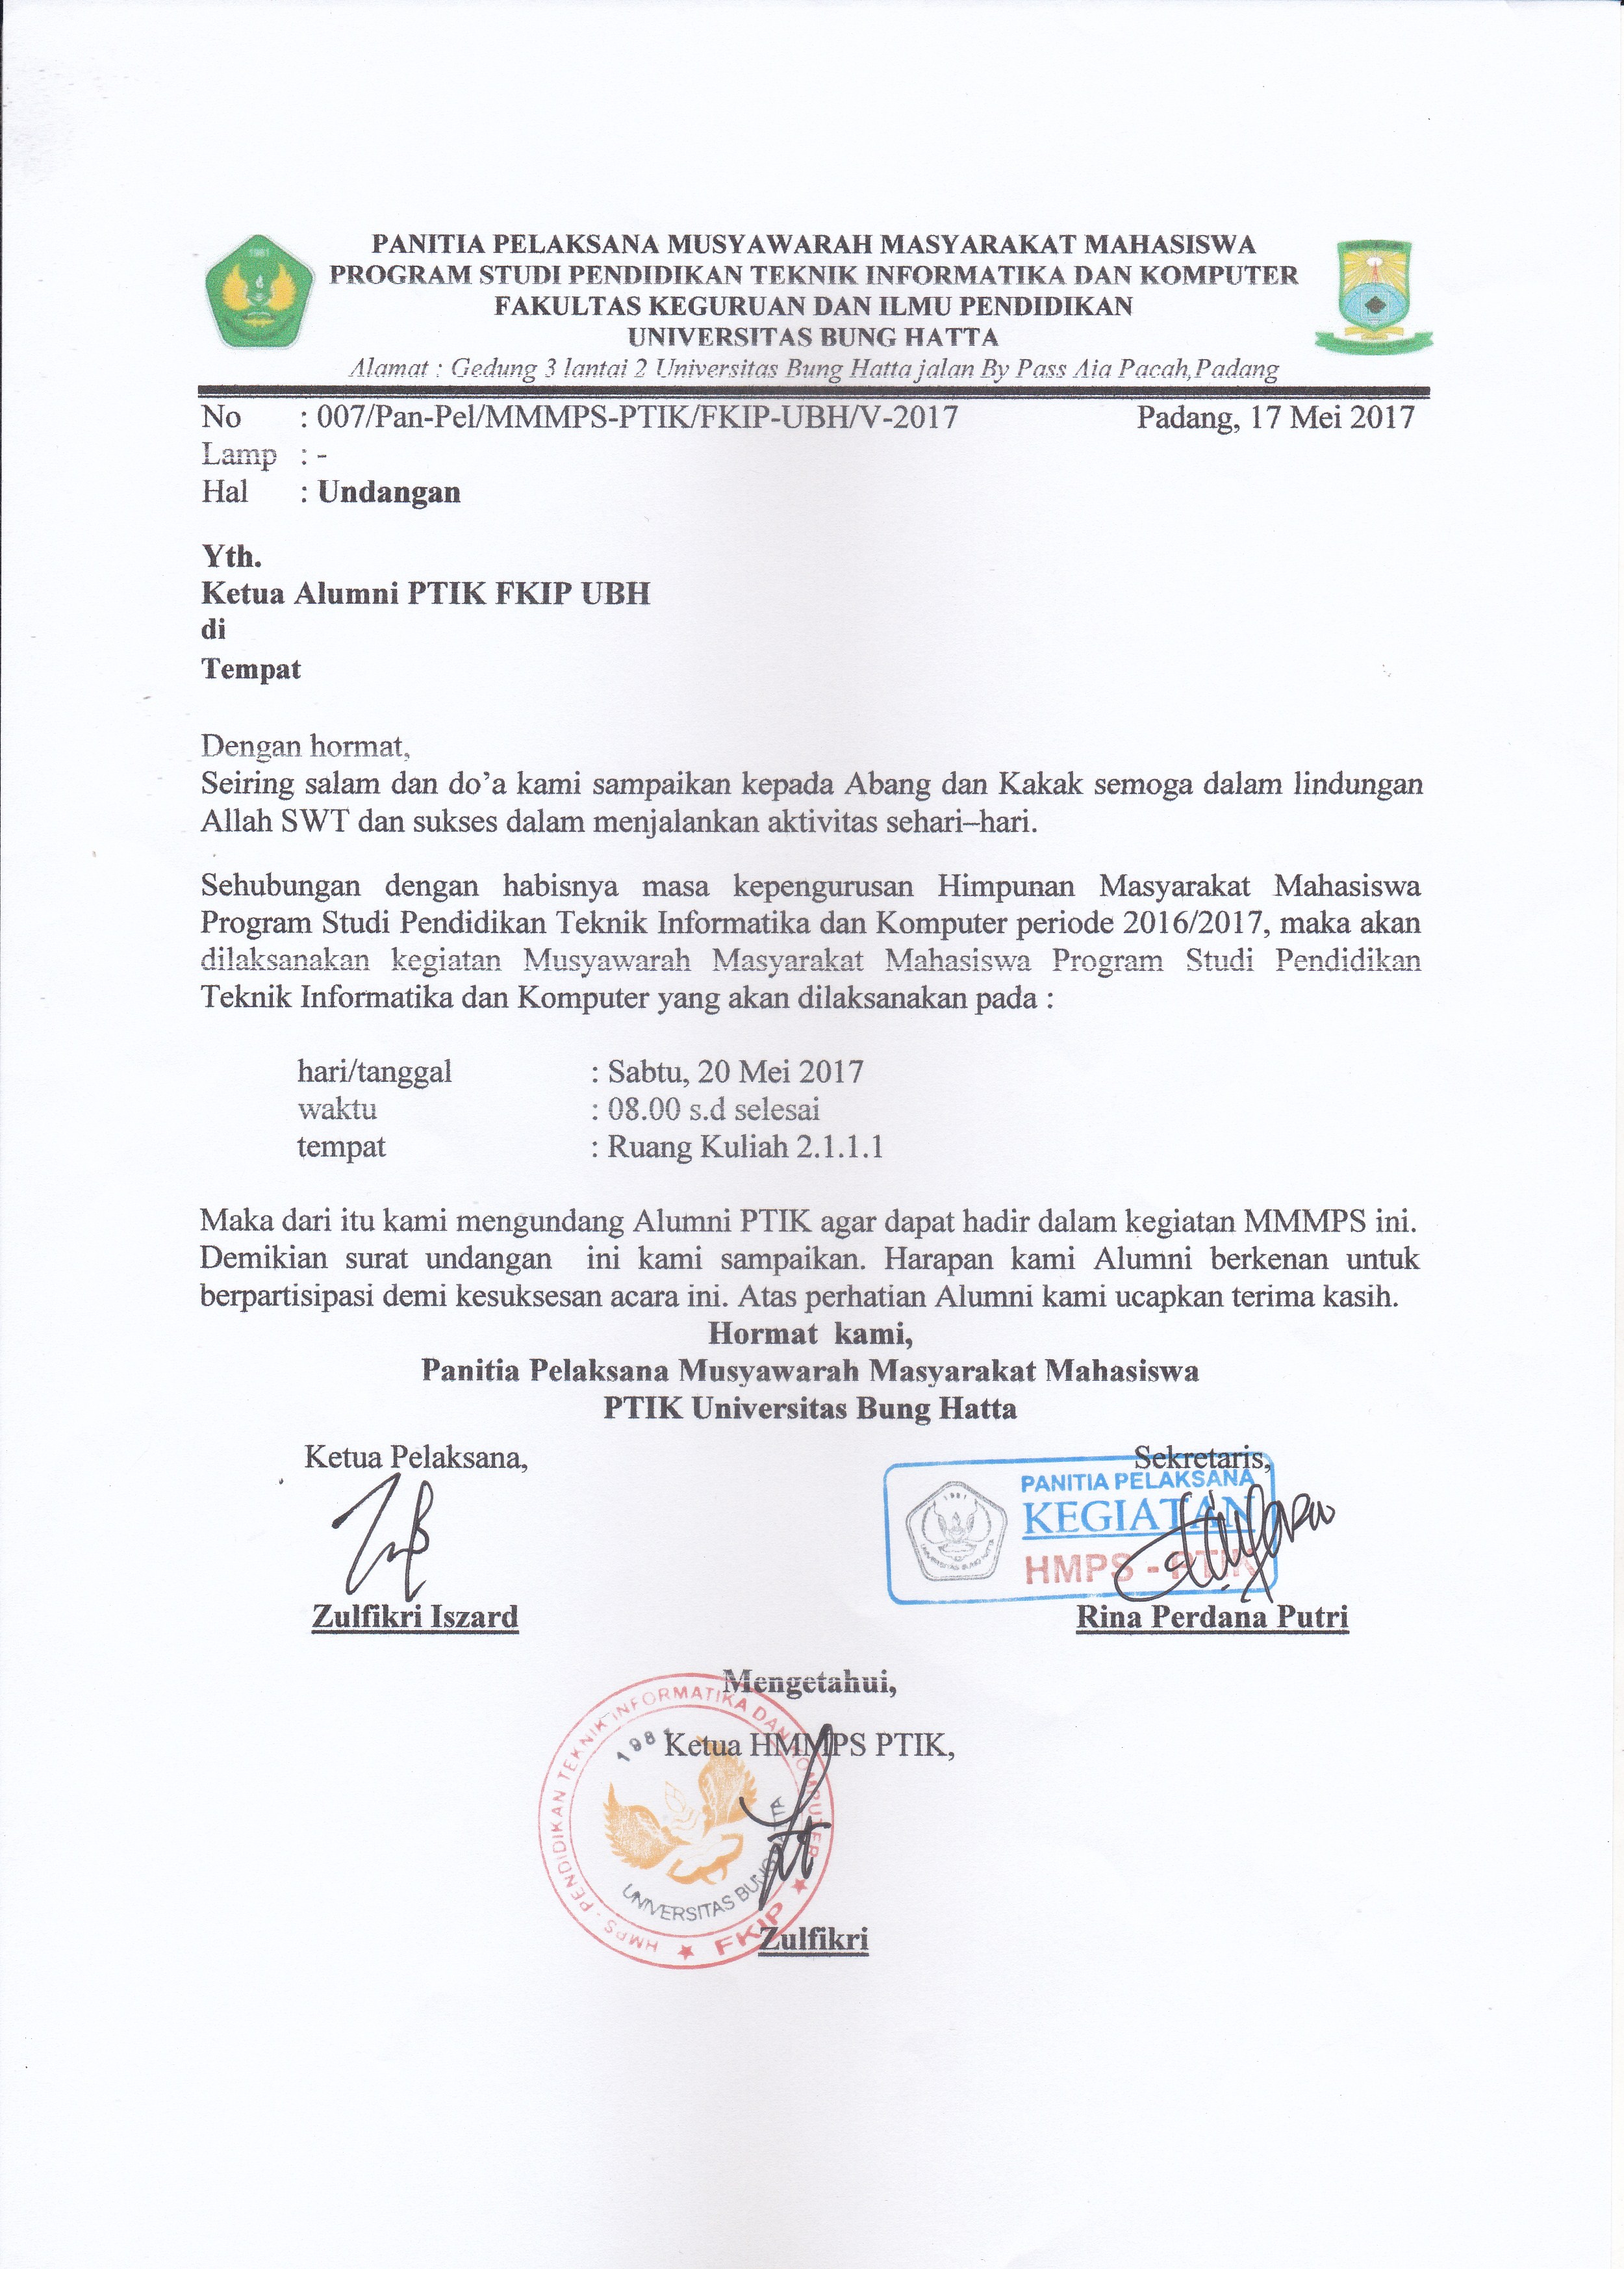 PANITIA PELAKSANA MUSYAWARAH MASYARAKAT MAHASISWA
PROGRAM STUDI PENDIDIKAN TEKNIK INFORMATIKA DAN KOMPUTER
FAKULTAS KEGURUAN DAN ILMU PENDIDIKAN
UNIVERSITAS BUNG HATTA
Alamat : Gedung 3 lantai 2 Universitas Bung Hatta jalan By Pass Aia Pacah,Padang
1981
No : 007/Pan-Pel/MMMPS-PTIK/FKIP-UBH/V-2017 Padang, 17 Mei 2017
Lamp : -
Hal : Undangan
Yth.
Ketua Alumni PTIK FKIP UBH
di
Tempat
Dengan hormat,
Seiring salam dan do’a kami sampaikan kepada Abang dan Kakak semoga dalam lindungan
Allah SWT dan sukses dalam menjalankan aktivitas sehari–hari.
Sehubungan dengan habisnya masa kepengurusan Himpunan Masyarakat Mahasiswa
Program Studi Pendidikan Teknik Informatika dan Komputer periode 2016/2017, maka akan
dilaksanakan kegiatan Musyawarah Masyarakat Mahasiswa Program Studi Pendidikan
Teknik Informatika dan Komputer yang akan dilaksanakan pada :
hari/tanggal : Sabtu, 20 Mei 2017
waktu : 08.00 s.d selesai
tempat : Ruang Kuliah 2.1.1.1
Maka dari itu kami mengundang Alumni PTIK agar dapat hadir dalam kegiatan MMMPS ini.
Demikian surat undangan ini kami sampaikan. Harapan kami Alumni berkenan untuk
berpartisipasi demi kesuksesan acara ini. Atas perhatian Alumni kami ucapkan terima kasih.
Hormat kami,
Panitia Pelaksana Musyawarah Masyarakat Mahasiswa
PTIK Universitas Bung Hatta
Ketua Pelaksana, Sekretaris,
PANITIA PELAKSANA
KEGIATAN
HMPS - PTIK
1981
UNIVERSITAS BUNG HATTA
Zulfikri Iszard Rina Perdana Putri
Mengetahui,
Ketua HMMPS PTIK,
HMPS - PENDIDIKAN TEKNIK INFORMATIKA DAN KOMPUTER
1981
UNIVERSITAS BUNG HATTA
FKIP
Zulfikri